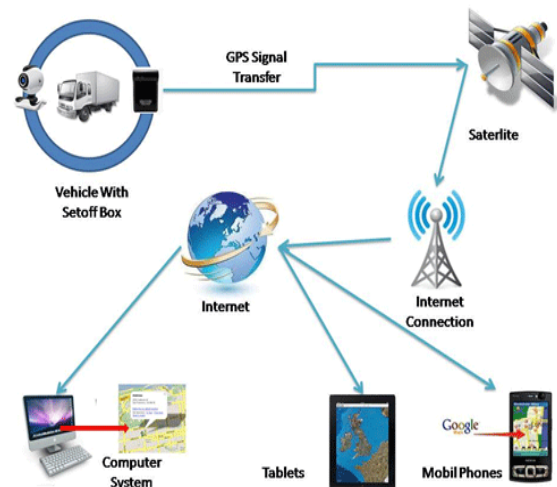 GPS Signal
Transfer
Saterlite
Vehicle With
Setoff Box
Internet
Internet
Connection
Computer
System
Tablets
Google
Mobil Phones